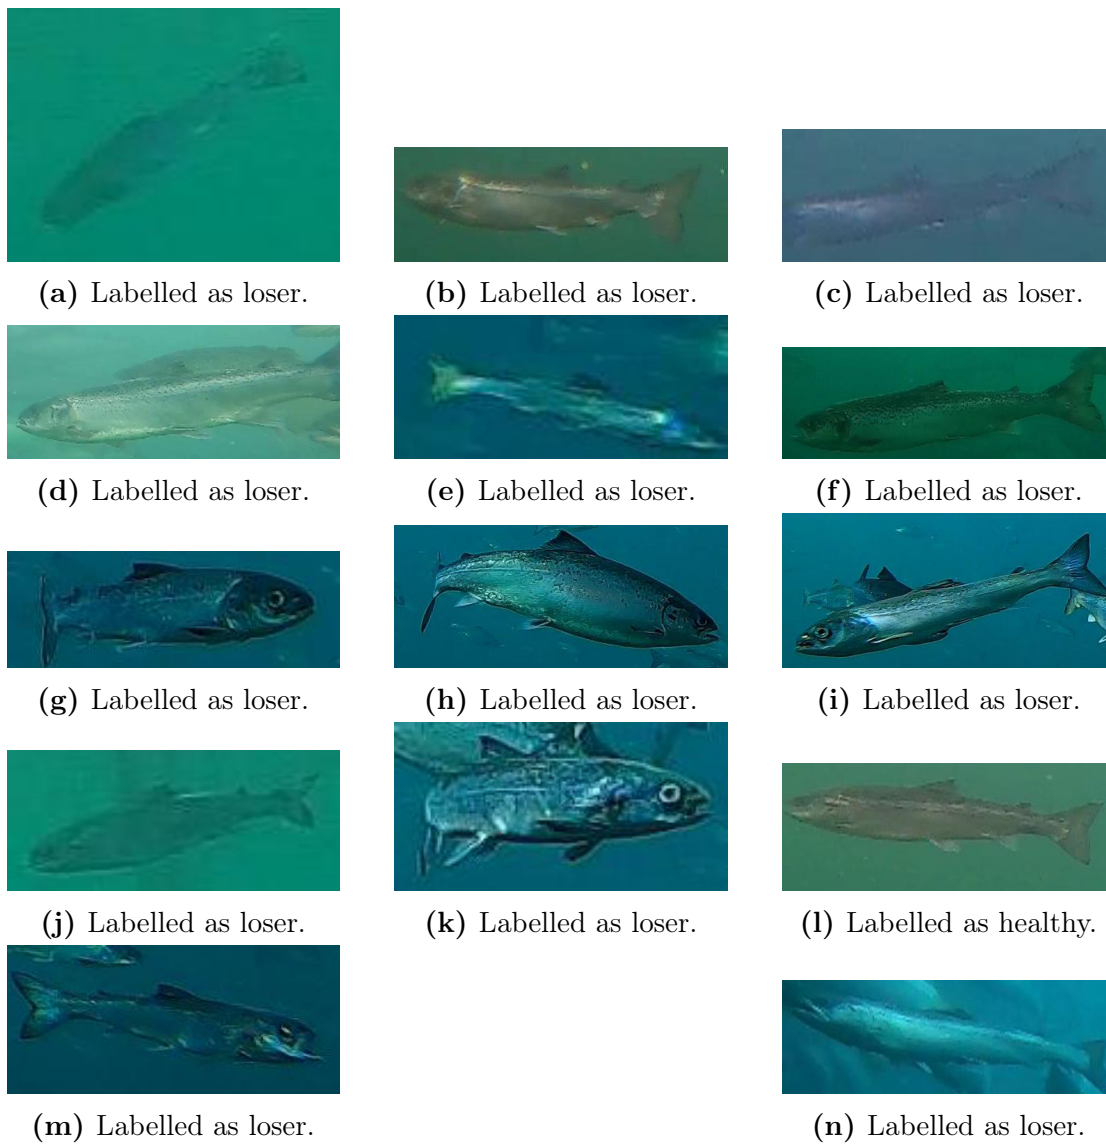 (a) Labelled as loser.
(b) Labelled as loser.
(c) Labelled as loser.
(d) Labelled as loser.
(e) Labelled as loser.
(f) Labelled as loser.
(g) Labelled as loser.
(h) Labelled as loser.
(i) Labelled as loser.
(j) Labelled as loser.
(k) Labelled as loser.
(l) Labelled as healthy.
(m) Labelled as loser.
(n) Labelled as loser.